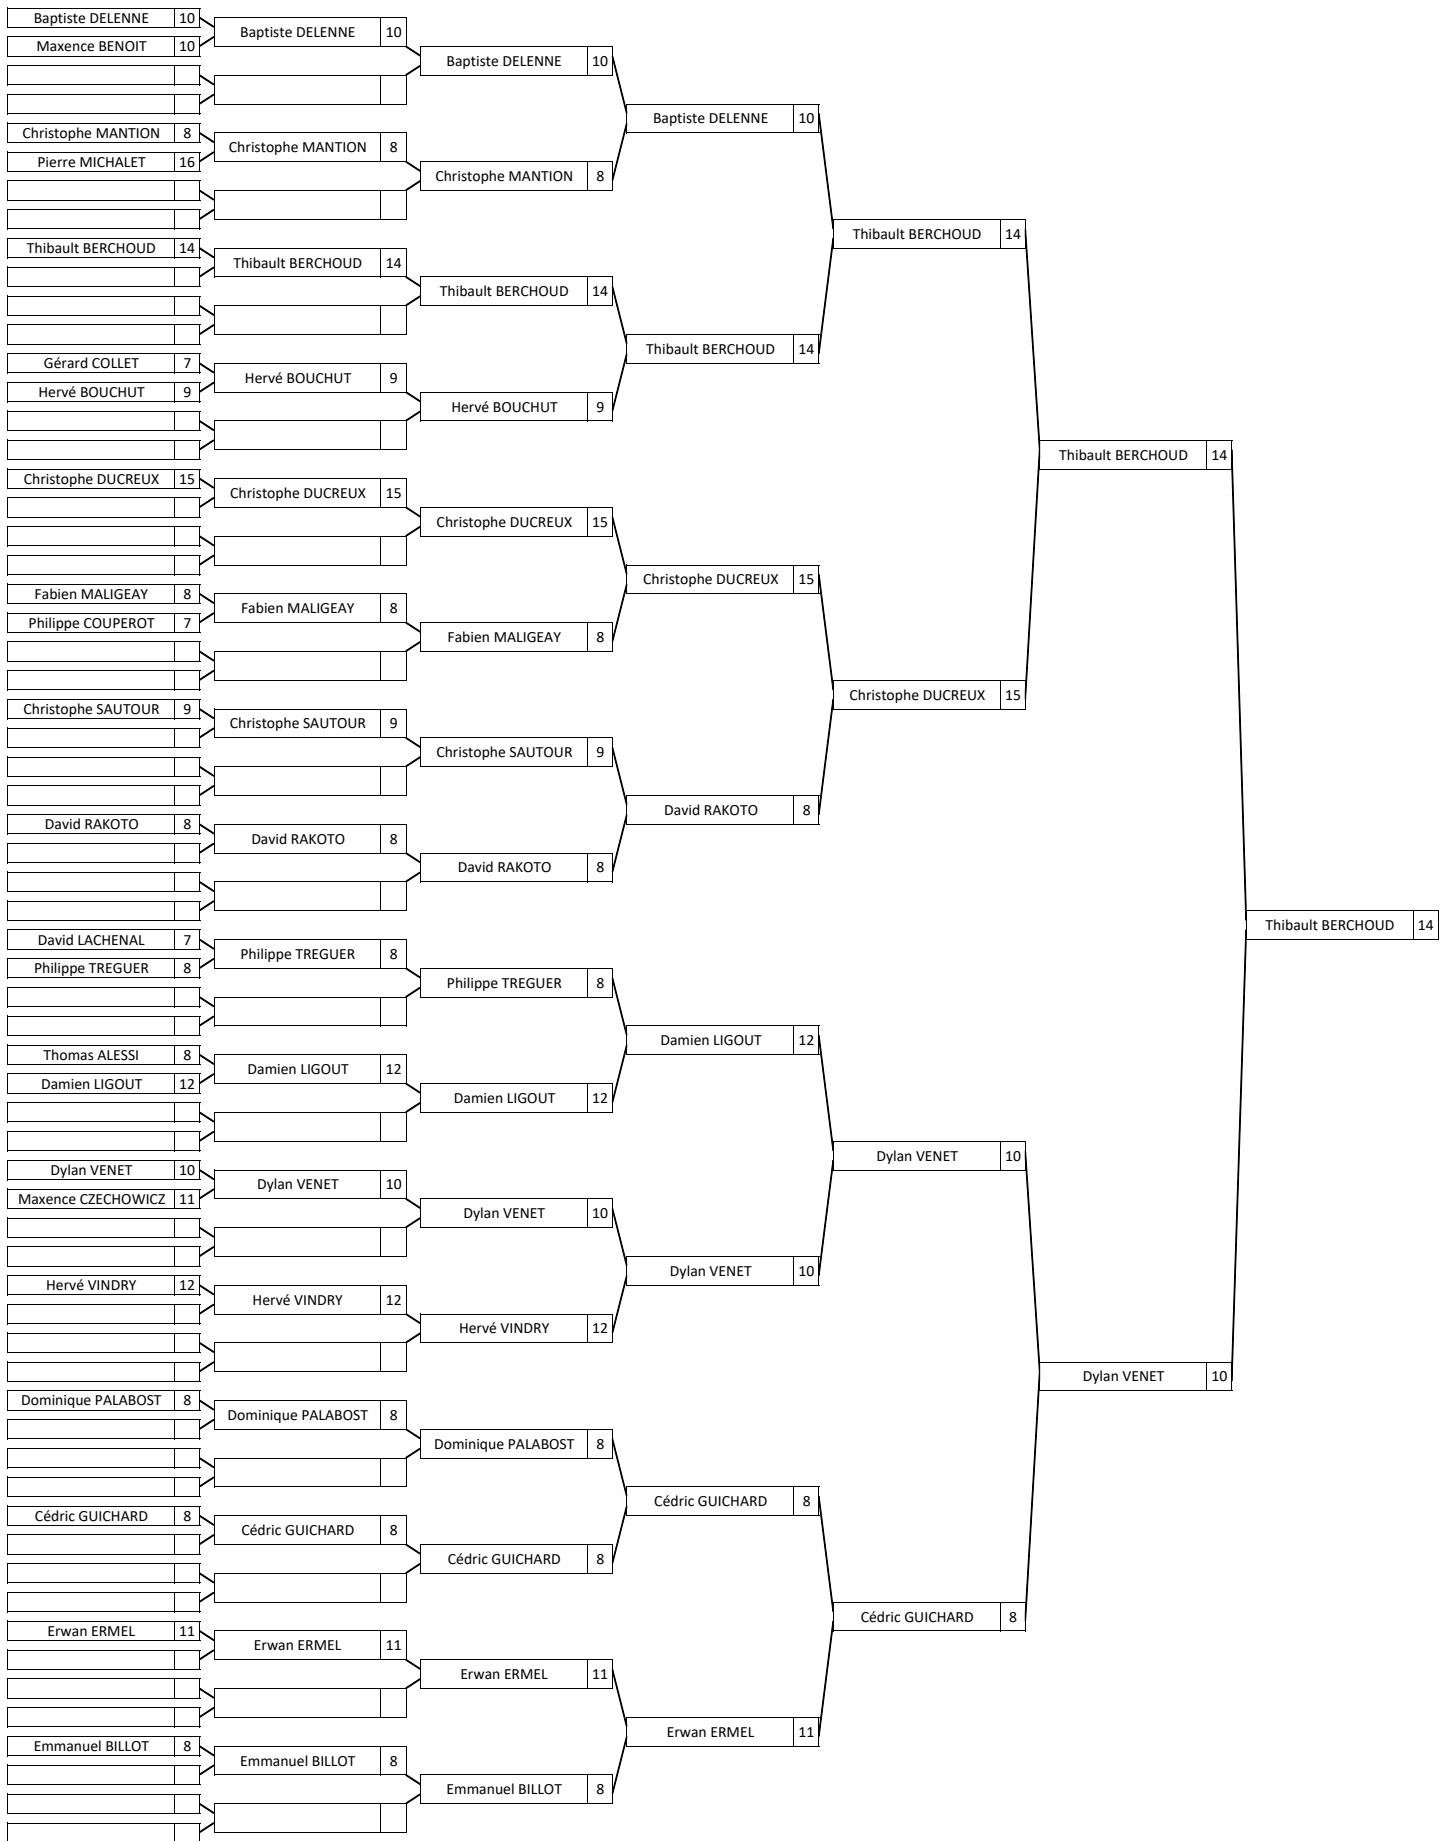 Baptiste DELENNE 10
Maxence BENOIT 10
Christophe MANTION 8
Pierre MICHALET 16
Thibault BERCHOUD 14
Gérard COLLET 7
Hervé BOUCHUT 9
Christophe DUCREUX 15
Fabien MALIGEAY 8
Philippe COUPEROT 7
Christophe SAUTOUR 9
David RAKOTO 8
David LACHENAL 7
Philippe TREGUER 8
Thomas ALESSI 8
Damien LIGOUT 12
Dylan VENET 10
Maxence CZECHOWICZ 11
Hervé VINDRY 12
Dominique PALABOST 8
Cédric GUICHARD 8
Erwan ERMEL 11
Emmanuel BILLOT 8
Baptiste DELENNE 10
Christophe MANTION 8
Thibault BERCHOUD 14
Hervé BOUCHUT 9
Christophe DUCREUX 15
Fabien MALIGEAY 8
Christophe SAUTOUR 9
David RAKOTO 8
Philippe TREGUER 8
Damien LIGOUT 12
Dylan VENET 10
Hervé VINDRY 12
Dominique PALABOST 8
Cédric GUICHARD 8
Erwan ERMEL 11
Emmanuel BILLOT 8
Baptiste DELENNE 10
Christophe MANTION 8
Thibault BERCHOUD 14
Hervé BOUCHUT 9
Christophe DUCREUX 15
Fabien MALIGEAY 8
Christophe SAUTOUR 9
David RAKOTO 8
Philippe TREGUER 8
Damien LIGOUT 12
Dylan VENET 10
Hervé VINDRY 12
Dominique PALABOST 8
Cédric GUICHARD 8
Erwan ERMEL 11
Emmanuel BILLOT 8
Baptiste DELENNE 10
Thibault BERCHOUD 14
Christophe DUCREUX 15
David RAKOTO 8
Damien LIGOUT 12
Dylan VENET 10
Cédric GUICHARD 8
Erwan ERMEL 11
Thibault BERCHOUD 14
Christophe DUCREUX 15
Dylan VENET 10
Cédric GUICHARD 8
Thibault BERCHOUD 14
Dylan VENET 10
Thibault BERCHOUD 14